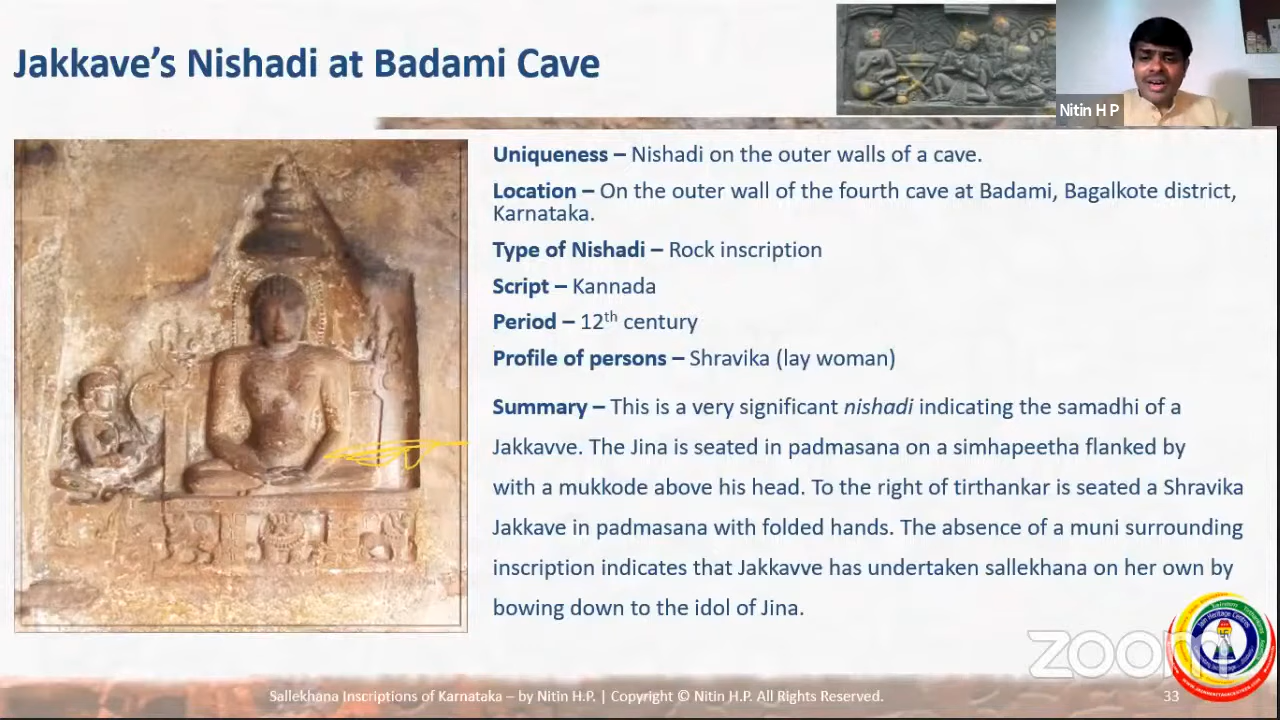 Jakkave's Nishadi at Badami Cave
Nitin H P
Uniqueness – Nishadi on the outer walls of a cave.
Location – On the outer wall of the fourth cave at Badami, Bagalkote district,
Karnataka.
Type of Nishadi – Rock inscription
Script – Kannada
Period – 12th century
Profile of persons – Shravika (lay woman)
Summary – This is a very significant nishadi indicating the samadhi of a
Jakkavve. The Jina is seated in padmasana on a simhapeetha flanked by
with a mukkode above his head. To the right of tirthankar is seated a Shravika
Jakkave in padmasana with folded hands. The absence of a muni surrounding
inscription indicates that Jakkavve has undertaken sallekhana on her own by
bowing down to the idol of Jina.
zoom
Jain Heritage Centres
Sallekhana Inscriptions of Karnataka – by Nitin H.P. | Copyright © Nitin H.P. All Rights Reserved.
33